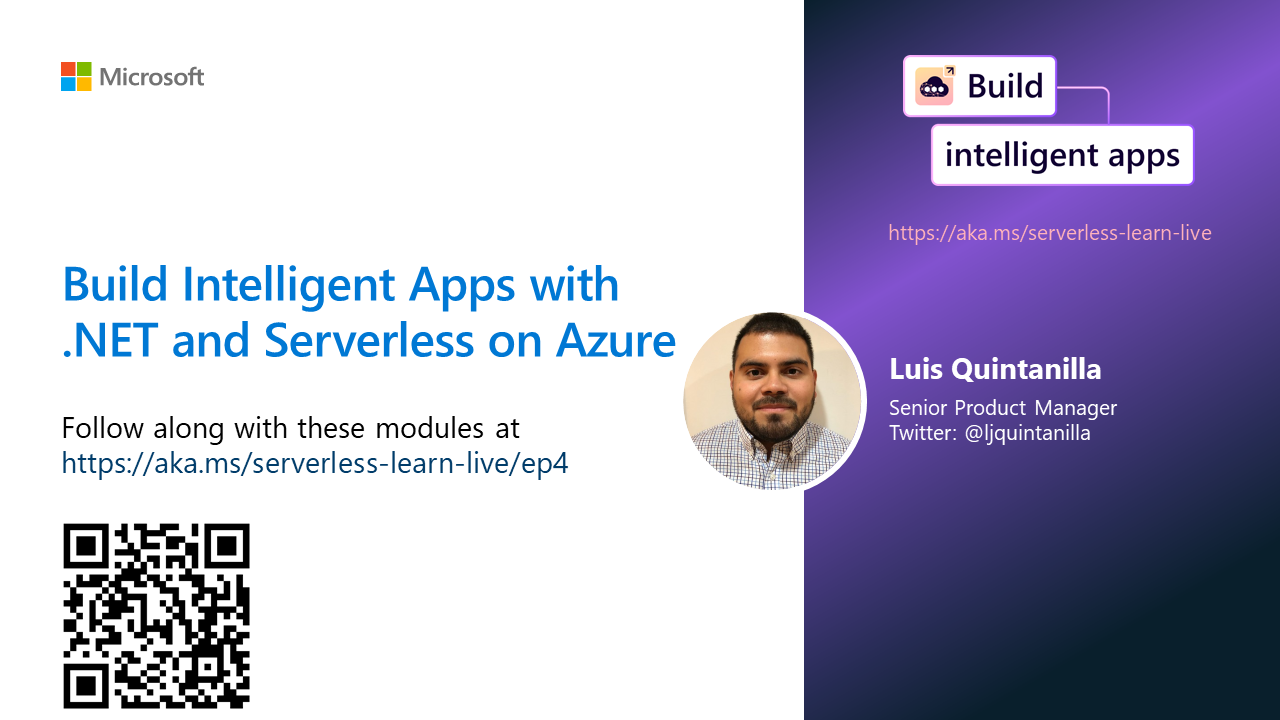 Microsoft
Build
intelligent apps
https://aka.ms/serverless-learn-live
Build Intelligent Apps with
.NET and Serverless on Azure
Follow along with these modules at
https://aka.ms/serverless-learn-live/ep4
Luis Quintanilla
Senior Product Manager
Twitter: @ljquintanilla